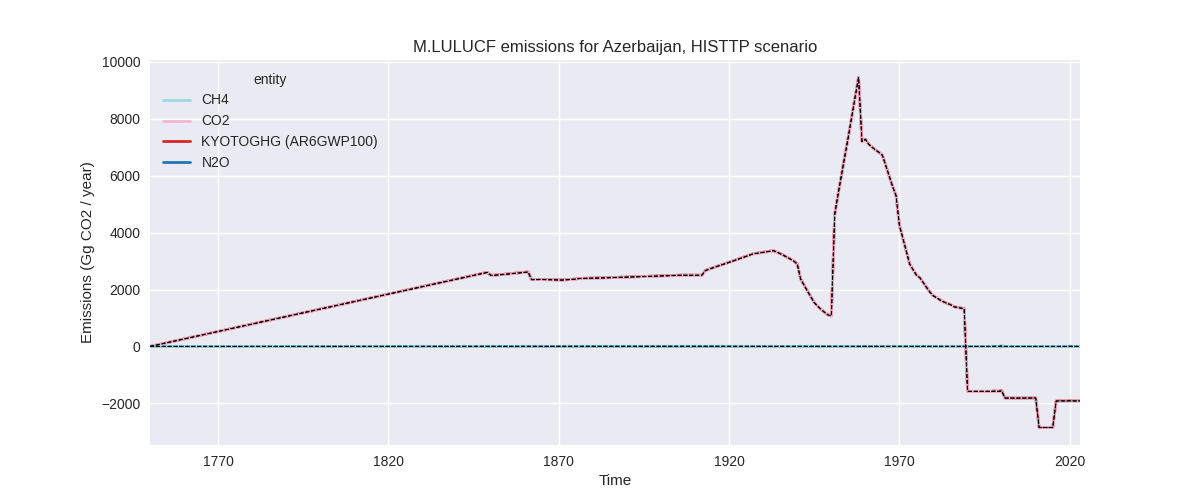 M.LULUCF emissions for Azerbaijan, HISTTP scenario
10000
8000
6000
4000
2000
0
−2000
Emissions (Gg CO2 / year)
entity
CH4
CO2
KYOTOGHG (AR6GWP100)
N2O
1770
1820
1870
1920
1970
2020
Time